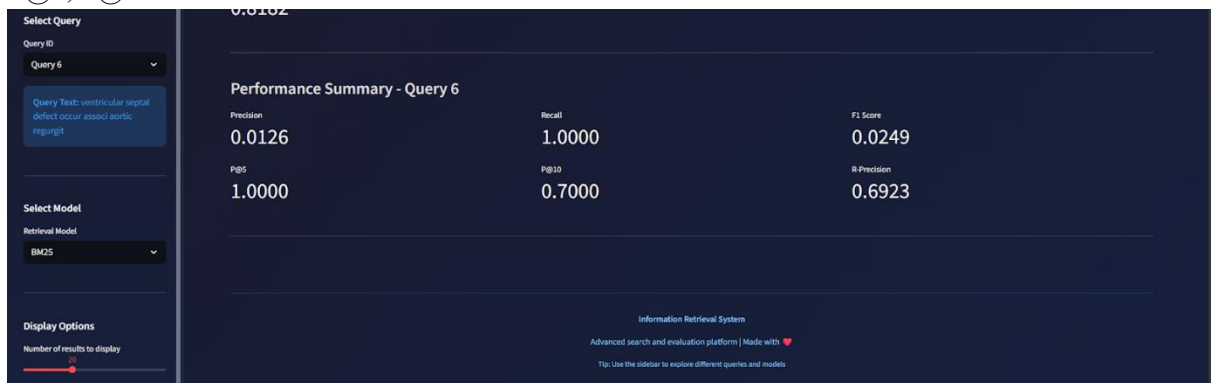 Select Query
Query ID
Query 6
Query Text: ventricular septal
defect occur associ aortic
regurgit
Select Model
Retrieval Model
BM25
Display Options
Number of results to display
20
0.8182
Performance Summary - Query 6
Precision
0.0126
Recall
1.0000
F1 Score
0.0249
P@5
1.0000
P@10
0.7000
R-Precision
0.6923
Information Retrieval System
Advanced search and evaluation platform | Made with ❤
Tip: Use the sidebar to explore different queries and models